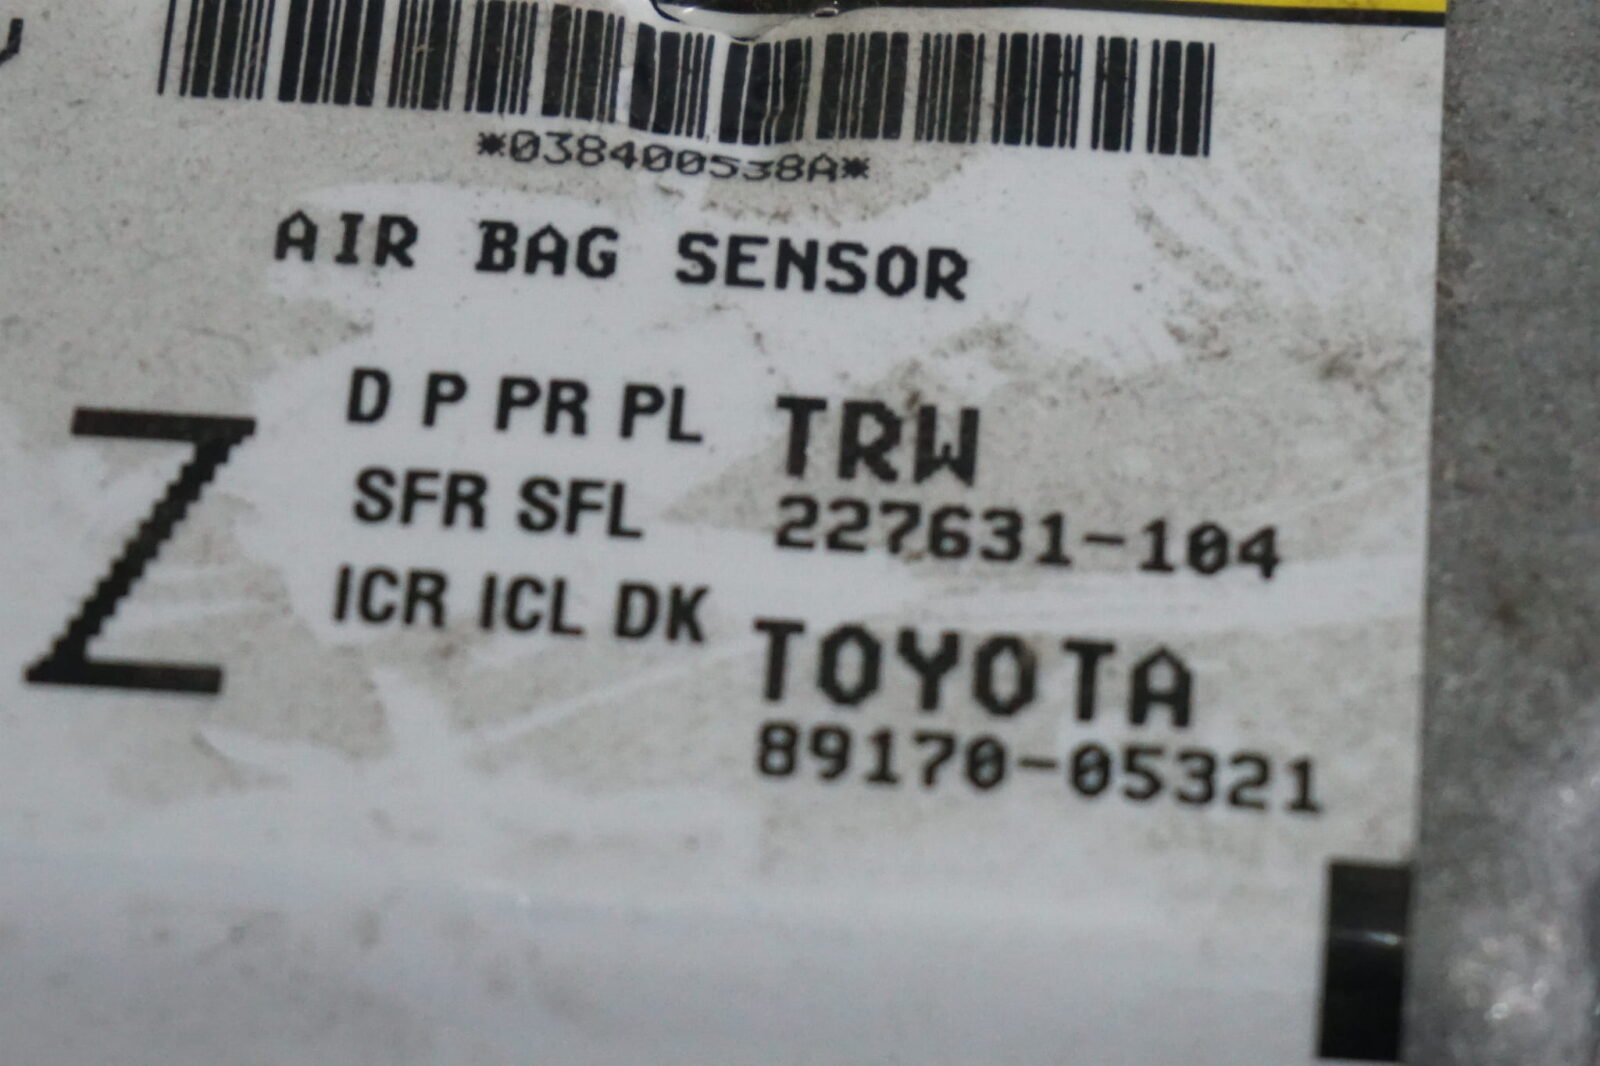 *038400538A*
AIR BAG SENSOR
Z
D P PR PL
SFR SFL
ICR ICL DK
TRW
227631-104
TOYOTA
89170-05321